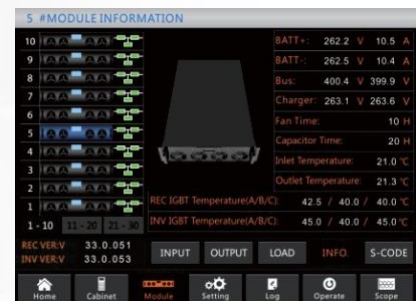 5 #MODULE INFORMATION
10
9
8
7
6
5
4
3
2
1
1 - 10 11 - 20 21 - 30
REC VER:V 33.0.051
INV VER:V 33.0.053
BATT+: 262.2 V 10.5 A
BATT-: 262.5 V 10.4 A
Bus: 400.4 V 399.9 V
Charger: 263.1 V 263.6 V
Fan Time: 10 H
Capacitor Time: 20 H
Inlet Temperature: 21.0 ℃
Outlet Temperature: 21.3 ℃
REC IGBT Temperature(A/B/C): 42.5 / 40.0 / 40.0 ℃
INV IGBT Temperature(A/B/C): 45.0 / 40.0 / 45.0 ℃
INPUT OUTPUT LOAD INFO. S-CODE
Home Cabinet Module Setting Log Operate Scope